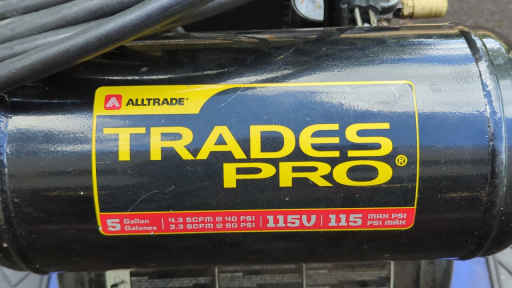 ALLTRADE®
TRADES
PRO®
5 Gallon
Galones
4.3 SCFM @ 40 PSI
3.3 SCFM @ 90 PSI
115V
115 MAX PSI
PSI MÁX